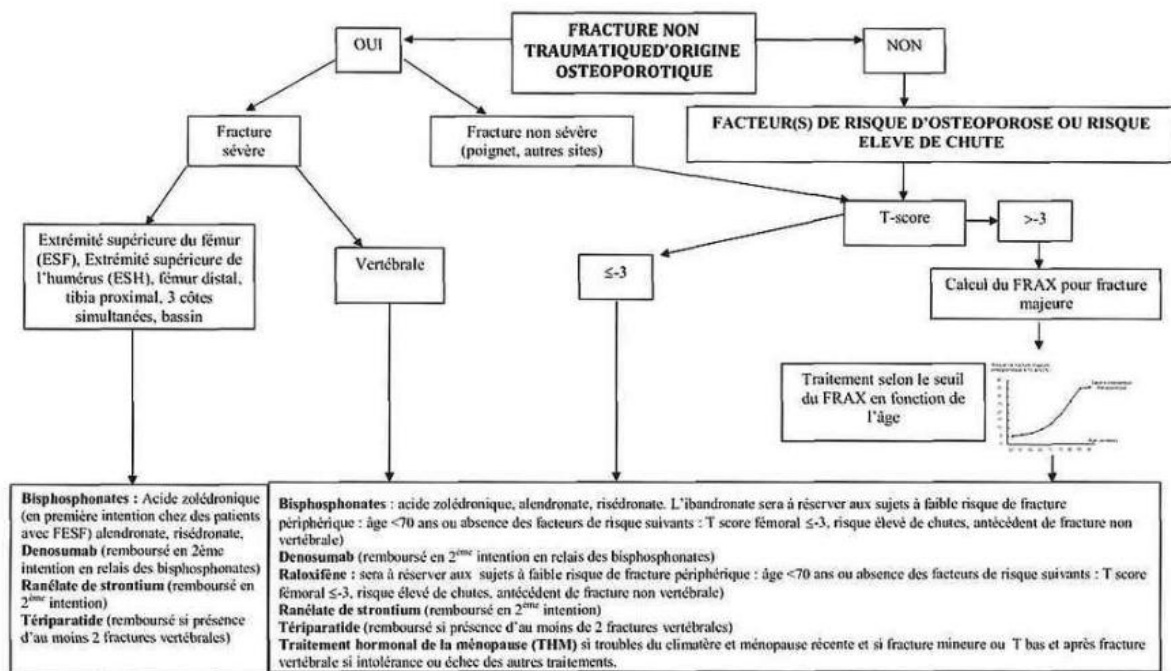 FRACTURE NON
TRAUMATIQUED'ORIGINE
OSTEOPOROTIQUE
OUI
NON
Fracture
sévère
Fracture non sévère
(poignet, autres sites)
FACTEUR(S) DE RISQUE D'OSTEOPOROSE OU RISQUE
ELEVE DE CHUTE
T-score
>-3
Extrémité supérieure du fémur
(ESF), Extrémité supérieure de
l'humérus (ESH), fémur distal,
tibia proximal, 3 côtes
simultanées, bassin
Vertébrale
≤-3
Calcul du FRAX pour fracture
majeure
Traitement selon le seuil
du FRAX en fonction de
l'âge
Bisphosphonates : Acide zolédronique
(en première intention chez des patients
avec FESF) alendronate, risédronate,
Denosumab (remboursé en 2ème
intention en relais des bisphosphonates)
Ranélate de strontium (remboursé en
2ème intention)
Tériparatide (remboursé si présence
d'au moins 2 fractures vertébrales)
Bisphosphonates : acide zolédronique, alendronate, risédronate. L'ibandronate sera à réserver aux sujets à faible risque de fracture
périphérique : âge <70 ans ou absence des facteurs de risque suivants : T score fémoral ≤-3, risque élevé de chutes, antécédent de fracture non
vertébrale)
Denosumab (remboursé en 2ème intention en relais des bisphosphonates)
Raloxifène : sera à réserver aux sujets à faible risque de fracture périphérique : âge <70 ans ou absence des facteurs de risque suivants : T score
fémoral ≤-3, risque élevé de chutes, antécédent de fracture non vertébrale)
Ranélate de strontium (remboursé en 2ème intention)
Tériparatide (remboursé si présence d'au moins de 2 fractures vertébrales)
Traitement hormonal de la ménopause (THM) si troubles du climatère et ménopause récente et si fracture mineure ou T bas et après fracture
vertébrale si intolérance ou échec des autres traitements.